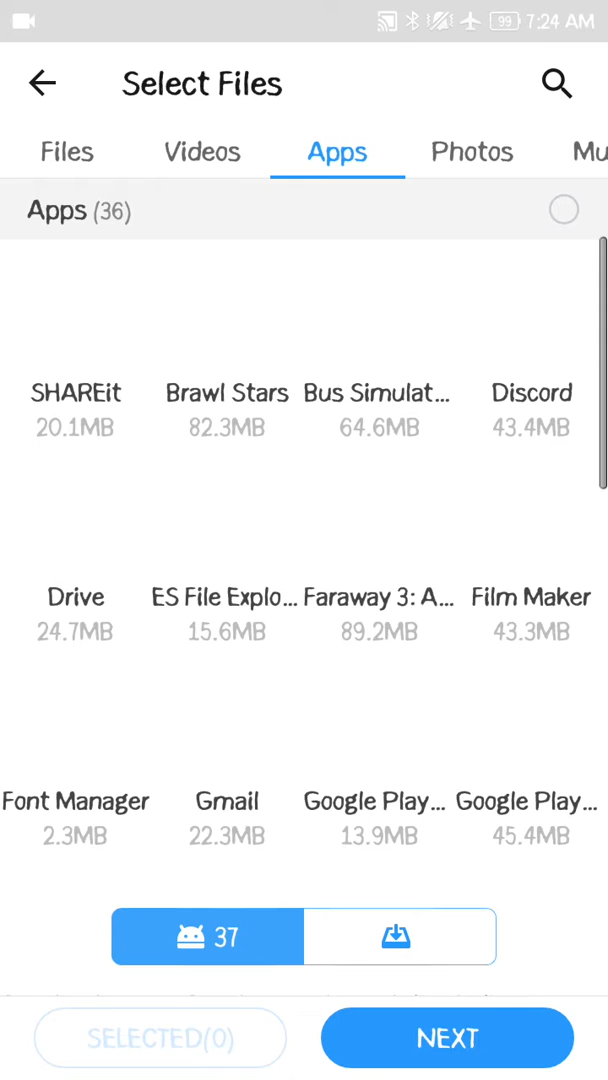 99 7:24 AM
Select Files
Files Videos Apps Photos Mu
Apps (36)
SHAREit Brawl Stars Bus Simulat... Discord
20.1MB 82.3MB 64.6MB 43.4MB
Drive ES File Explo... Faraway 3: A... Film Maker
24.7MB 15.6MB 89.2MB 43.3MB
Font Manager Gmail Google Play... Google Play...
2.3MB 22.3MB 13.9MB 45.4MB
37
SELECTED(0) NEXT